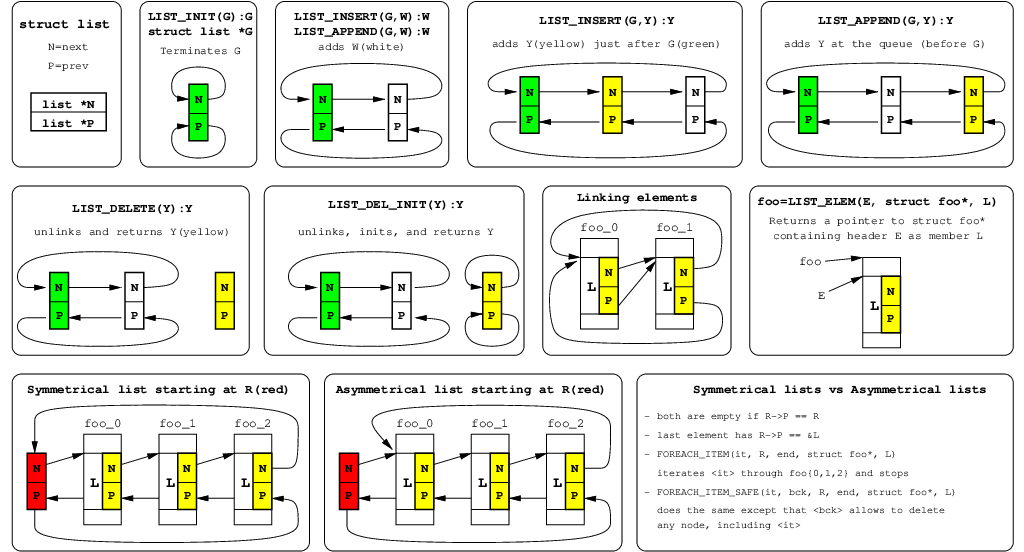 struct list
N=next
P=prev
list *N
list *P
LIST_INIT(G):G
struct list *G
Terminates G
N
P
LIST_INSERT(G,W):W
LIST_APPEND(G,W):W
adds W(white)
N N
P P
LIST_INSERT(G,Y):Y
adds Y(yellow) just after G(green)
N N N
P P P
LIST_APPEND(G,Y):Y
adds Y at the queue (before G)
N N N
P P P
LIST_DELETE(Y):Y
unlinks and returns Y(yellow)
N N N
P P P
LIST_DEL_INIT(Y):Y
unlinks, inits, and returns Y
N N N
P P P
Linking elements
foo_0 foo_1
N N
L L
P P
foo=LIST_ELEM(E, struct foo*, L)
Returns a pointer to struct foo*
containing header E as member L
foo
E
N
L
P
Symmetrical list starting at R(red)
foo_0 foo_1 foo_2
N N N N
L L L
P P P P
Asymmetrical list starting at R(red)
foo_0 foo_1 foo_2
N N N N
L L L
P P P P
Symmetrical lists vs Asymmetrical lists
- both are empty if R->P == R
- last element has R->P == &L
- FOREACH_ITEM(it, R, end, struct foo*, L)
iterates <it> through foo{0,1,2} and stops
- FOREACH_ITEM_SAFE(it, bck, R, end, struct foo*, L)
does the same except that <bck> allows to delete
any node, including <it>